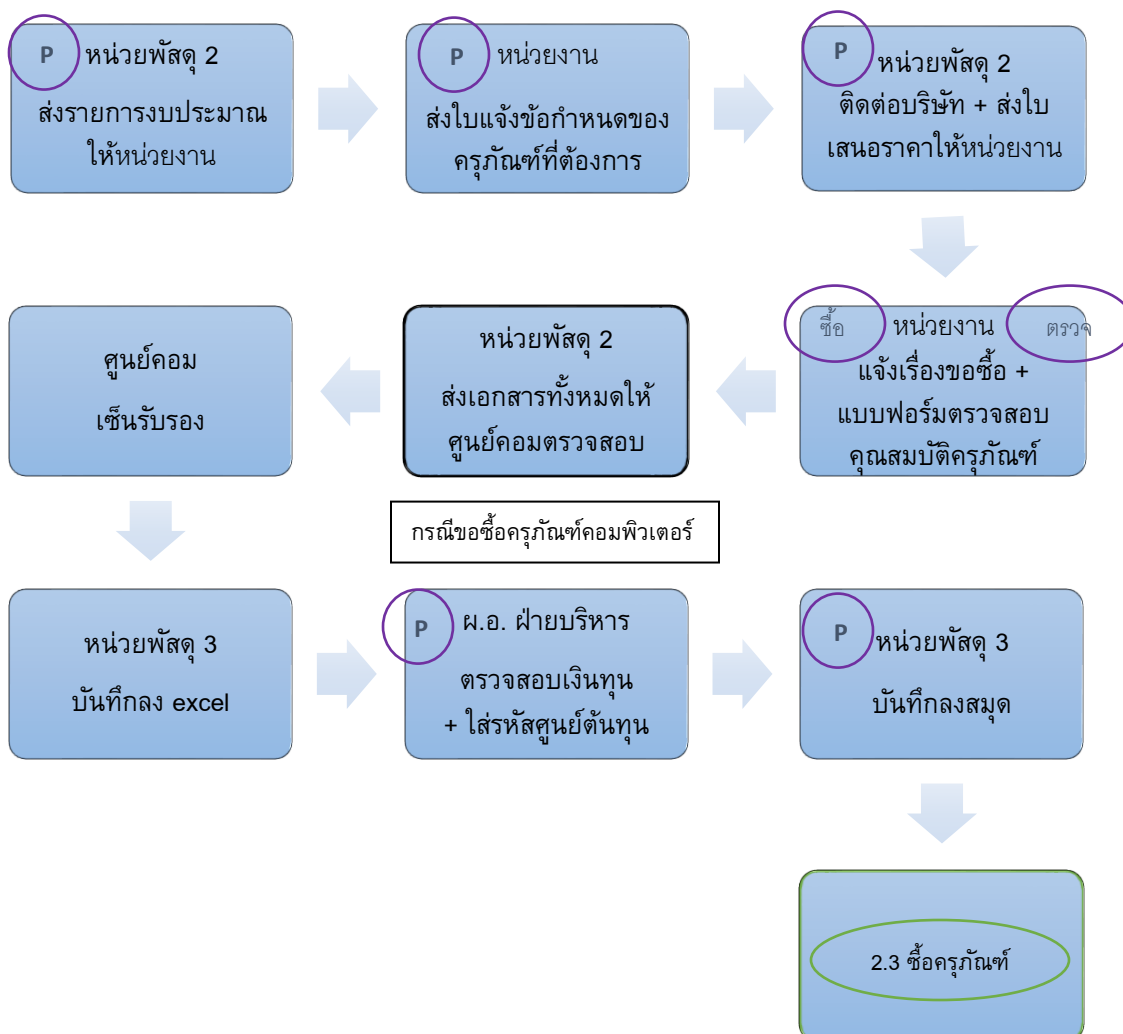 P หน่วยพัสดุ 2
ส่งรายการงบประมาณ
ให้หน่วยงาน
P หน่วยงาน
ส่งใบแจ้งข้อกำหนดของ
ครุภัณฑ์ที่ต้องการ
P
หน่วยพัสดุ 2
ติดต่อบริษัท + ส่งใบ
เสนอราคาให้หน่วยงาน
ซื้อ หน่วยงาน ตรวจ
แจ้งเรื่องขอซื้อ +
แบบฟอร์มตรวจสอบ
คุณสมบัติครุภัณฑ์
หน่วยพัสดุ 2
ส่งเอกสารทั้งหมดให้
ศูนย์คอมตรวจสอบ
ศูนย์คอม
เซ็นรับรอง
กรณีขอซื้อครุภัณฑ์คอมพิวเตอร์
หน่วยพัสดุ 3
บันทึกลง excel
P ผ.อ. ฝ่ายบริหาร
ตรวจสอบเงินทุน
+ ใส่รหัสศูนย์ต้นทุน
P หน่วยพัสดุ 3
บันทึกลงสมุด
2.3 ซื้อครุภัณฑ์